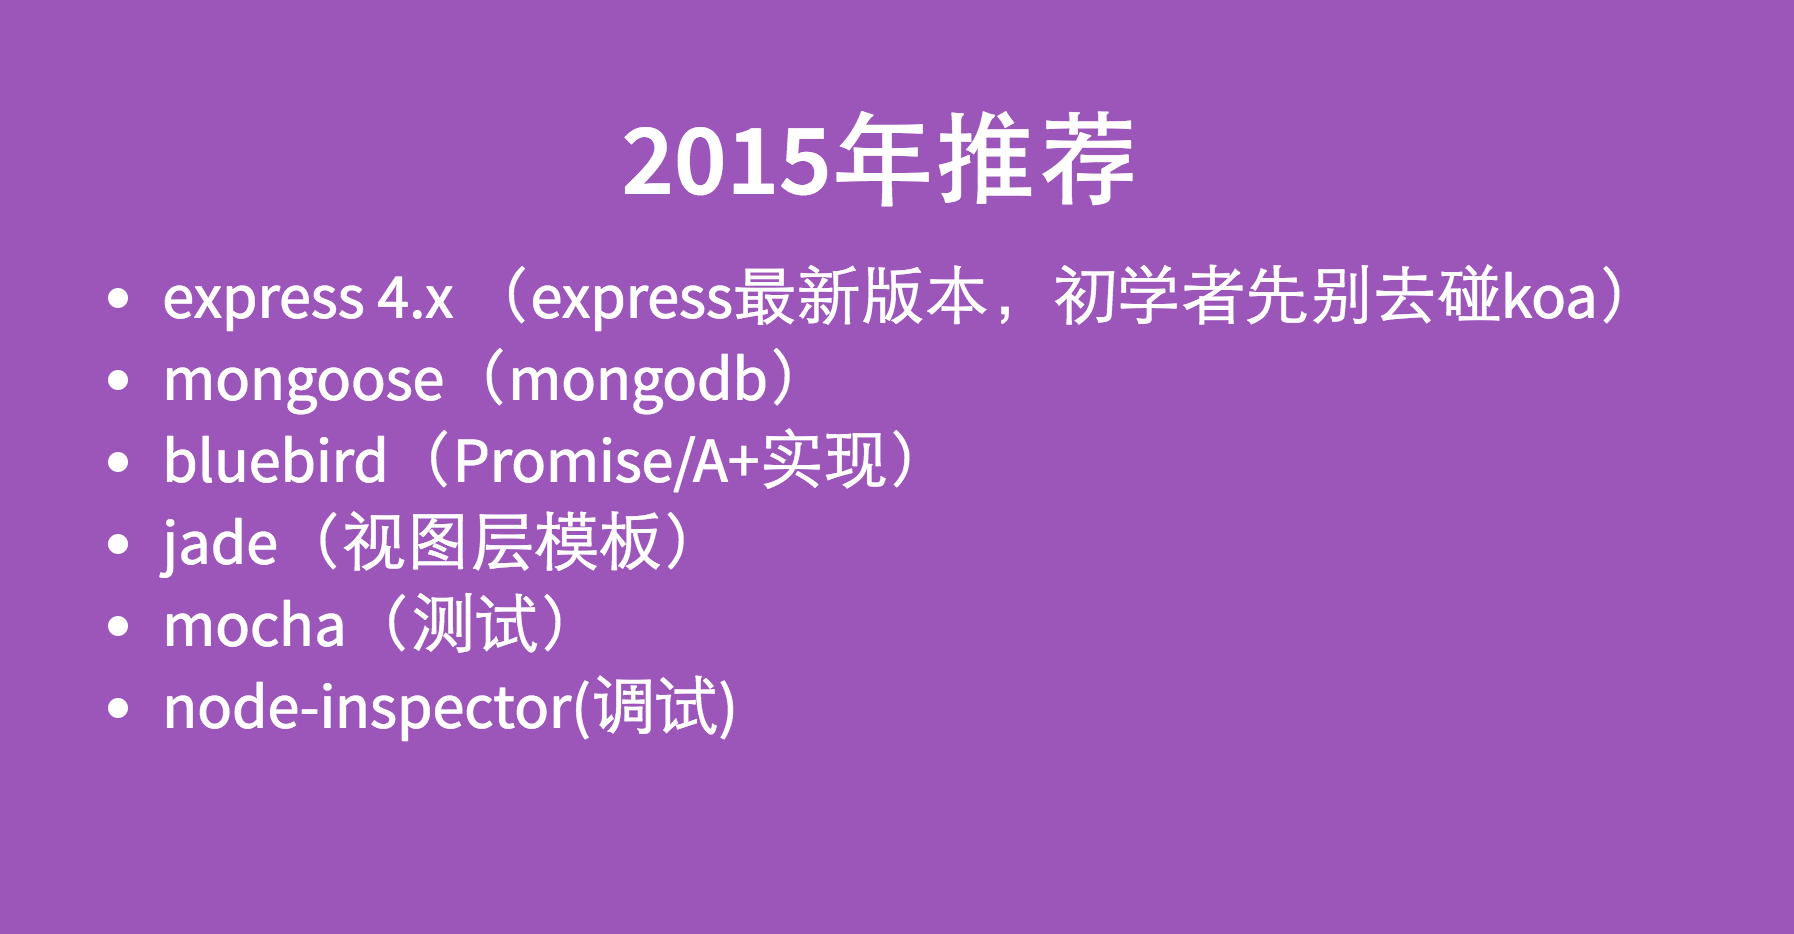 2015年推荐
express 4.x （express最新版本，初学者先别去碰koa）
mongoose（mongodb）
bluebird（Promise/A+实现）
jade（视图层模板）
mocha（测试）
node-inspector(调试)